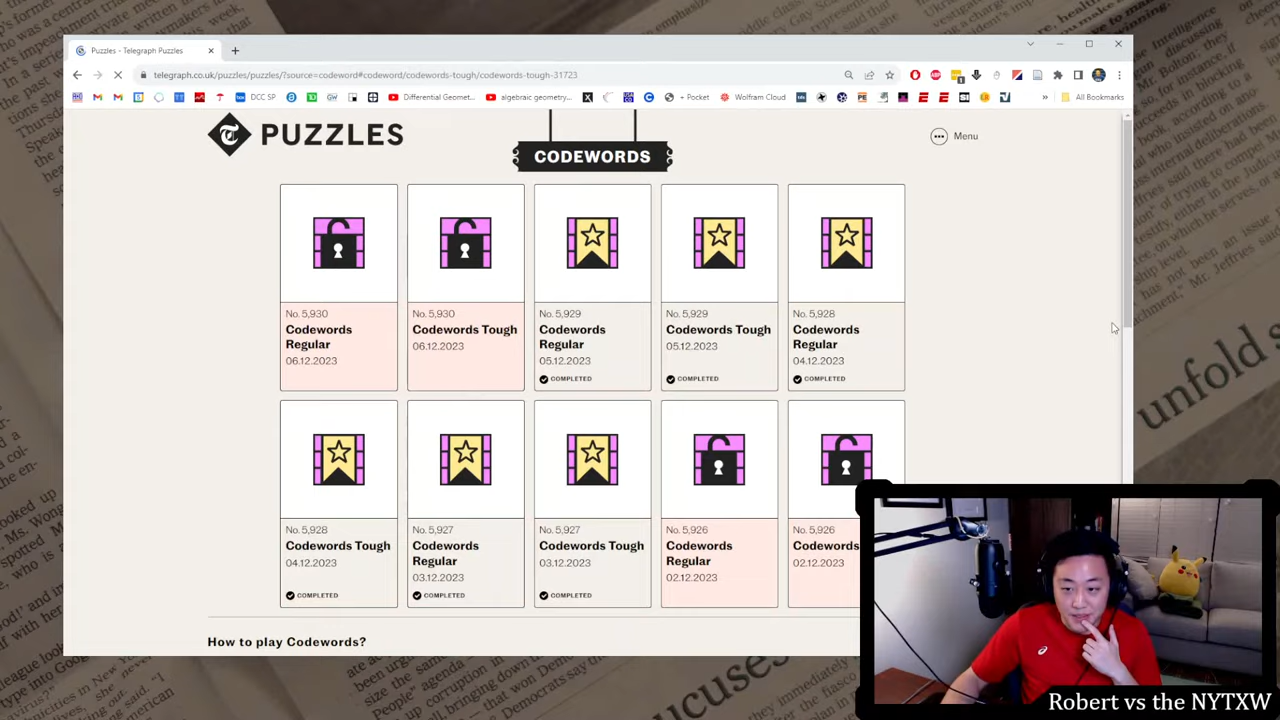 Puzzles - Telegraph Puzzles
telegraph.co.uk/puzzles/puzzles/?source=codeword#codeword/codewords-tough/codewords-tough-31723
DCC SP
Differential Geomet...
algebraic geometry...
+ Pocket
Wolfram Cloud
All Bookmarks
PUZZLES
CODEWORDS
Menu
No. 5,930
Codewords
Regular
06.12.2023
No. 5,930
Codewords Tough
06.12.2023
No. 5,929
Codewords
Regular
05.12.2023
COMPLETED
No. 5,929
Codewords Tough
05.12.2023
COMPLETED
No. 5,928
Codewords
Regular
04.12.2023
COMPLETED
No. 5,928
Codewords Tough
04.12.2023
COMPLETED
No. 5,927
Codewords
Regular
03.12.2023
COMPLETED
No. 5,927
Codewords Tough
03.12.2023
COMPLETED
No. 5,926
Codewords
Regular
02.12.2023
No. 5,926
Codewords
02.12.2023
How to play Codewords?
unfold
Robert vs the NYTXW